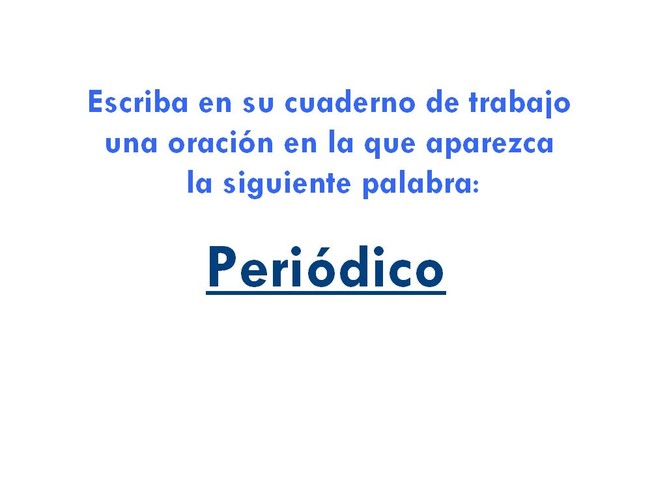 Escriba en su cuaderno de trabajo
una oración en la que aparezca
la siguiente palabra:
Periódico